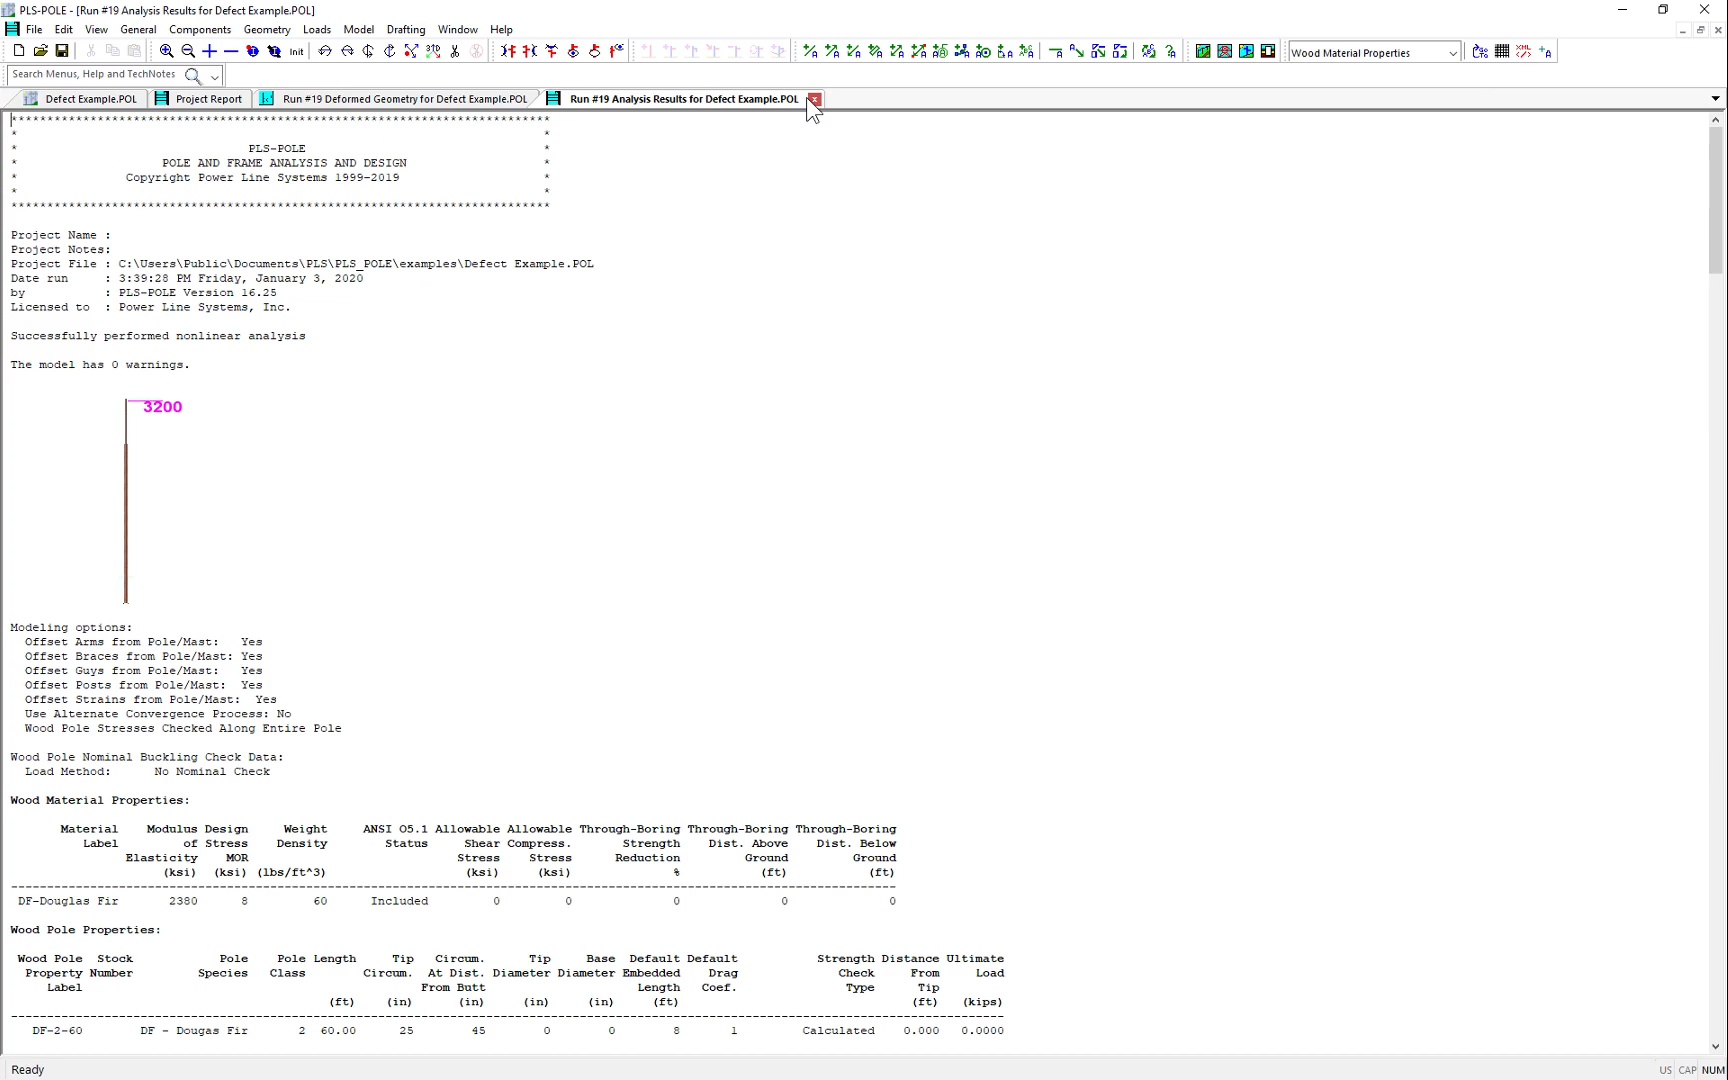 PLS-POLE - [Run #19 Analysis Results for Defect Example.POL]
File Edit View General Components Geometry Loads Model Drafting Window Help
Init Wood Material Properties
Search Menus, Help and TechNotes
Defect Example.POL Project Report Run #19 Deformed Geometry for Defect Example.POL Run #19 Analysis Results for Defect Example.POL
PLS-POLE
POLE AND FRAME ANALYSIS AND DESIGN
Copyright Power Line Systems 1999-2019
Project Name :
Project Notes:
Project File : C:\Users\Public\Documents\PLS\PLS_POLE\examples\Defect Example.POL
Date run : 3:39:28 PM Friday, January 3, 2020
by : PLS-POLE Version 16.25
Licensed to : Power Line Systems, Inc.
Successfully performed nonlinear analysis
The model has 0 warnings.
3200
Modeling options:
Offset Arms from Pole/Mast: Yes
Offset Braces from Pole/Mast: Yes
Offset Guys from Pole/Mast: Yes
Offset Posts from Pole/Mast: Yes
Offset Strains from Pole/Mast: Yes
Use Alternate Convergence Process: No
Wood Pole Stresses Checked Along Entire Pole
Wood Pole Nominal Buckling Check Data:
Load Method: No Nominal Check
Wood Material Properties:
Material Modulus Design Weight ANSI O5.1 Allowable Allowable Through-Boring Through-Boring Through-Boring
Label of Stress Density Status Shear Compress. Strength Dist. Above Dist. Below
Elasticity MOR Stress Stress Reduction Ground Ground
(ksi) (ksi) (lbs/ft^3) (ksi) (ksi) % (ft) (ft)
DF-Douglas Fir 2380 8 60 Included 0 0 0 0 0
Wood Pole Properties:
Wood Pole Stock Pole Pole Length Tip Circum. Tip Base Default Default Strength Distance Ultimate
Property Number Species Class Circum. At Dist. Diameter Diameter Embedded Drag Check From Load
Label From Butt Length Coef. Type Tip
(ft) (in) (in) (in) (in) (ft) (ft) (kips)
DF-2-60 DF - Dougas Fir 2 60.00 25 45 0 0 8 1 Calculated 0.000 0.0000
Ready US CAP NUM